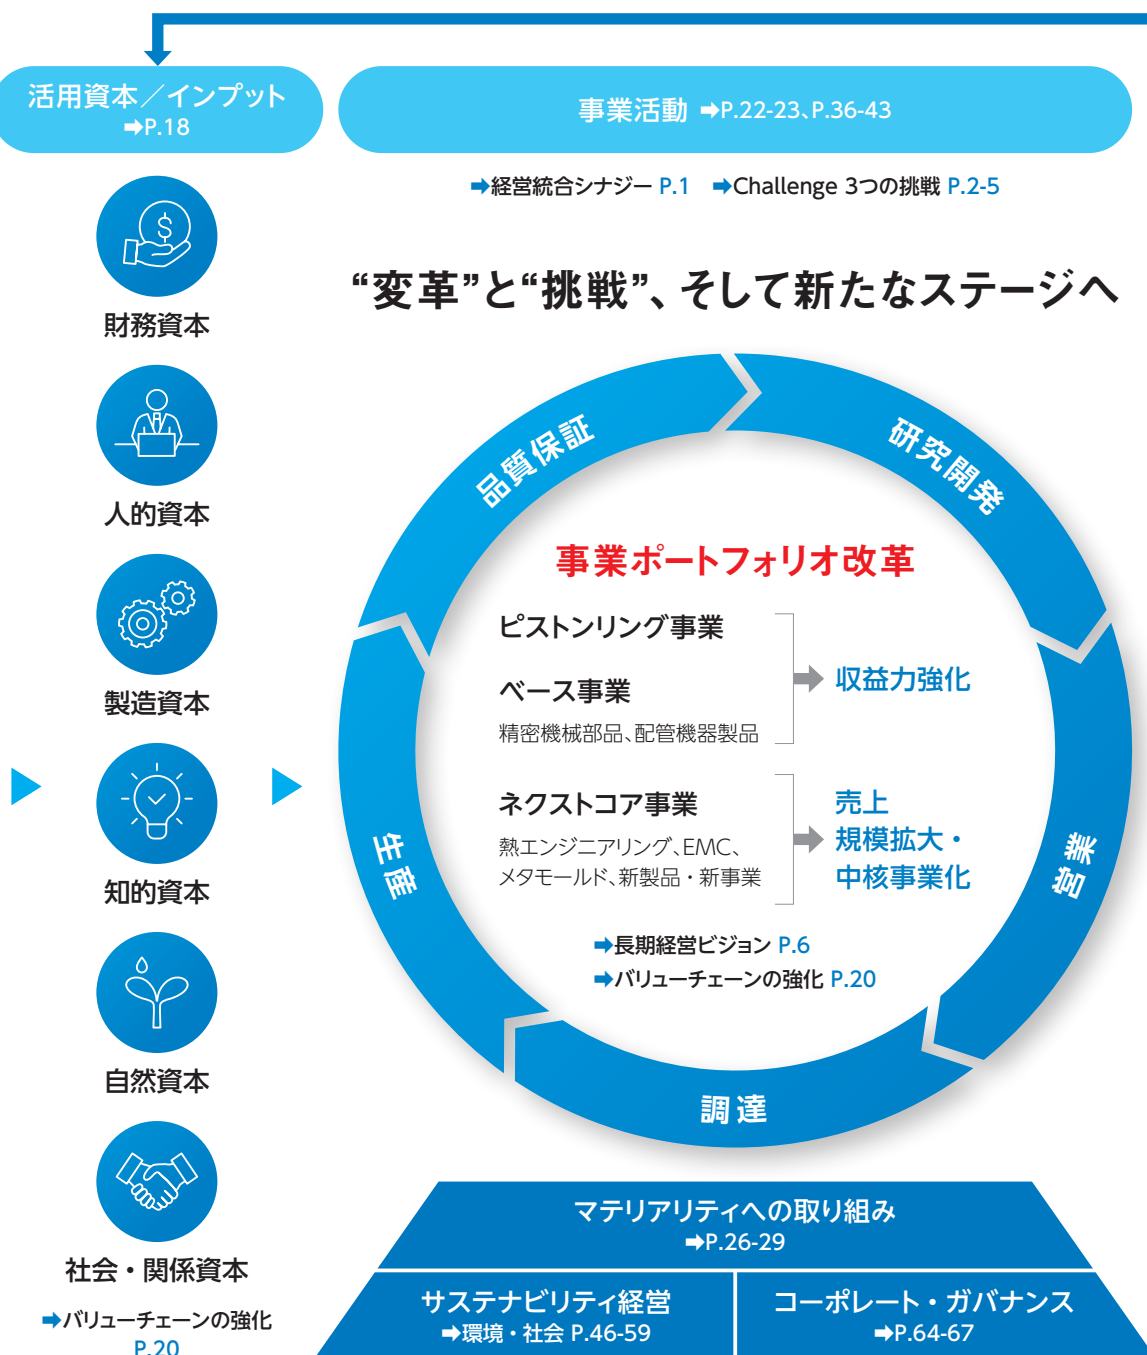 活用資本／インプット
➡P.18
財務資本
人的資本
製造資本
知的資本
自然資本
社会・関係資本
➡バリューチェーンの強化
P.20
事業活動 ➡P.22-23、P.36-43
➡経営統合シナジー P.1 ➡Challenge 3つの挑戦 P.2-5
“変革”と“挑戦”、そして新たなステージへ
品質保証
研究開発
営業
調達
生産
事業ポートフォリオ改革
ピストンリング事業
ベース事業
精密機械部品、配管機器製品
収益力強化
ネクストコア事業
熱エンジニアリング、EMC、
メタモールド、新製品・新事業
売上
規模拡大・
中核事業化
➡長期経営ビジョン P.6
➡バリューチェーンの強化 P.20
マテリアリティへの取り組み
➡P.26-29
サステナビリティ経営
➡環境・社会 P.46-59
コーポレート・ガバナンス
➡P.64-67